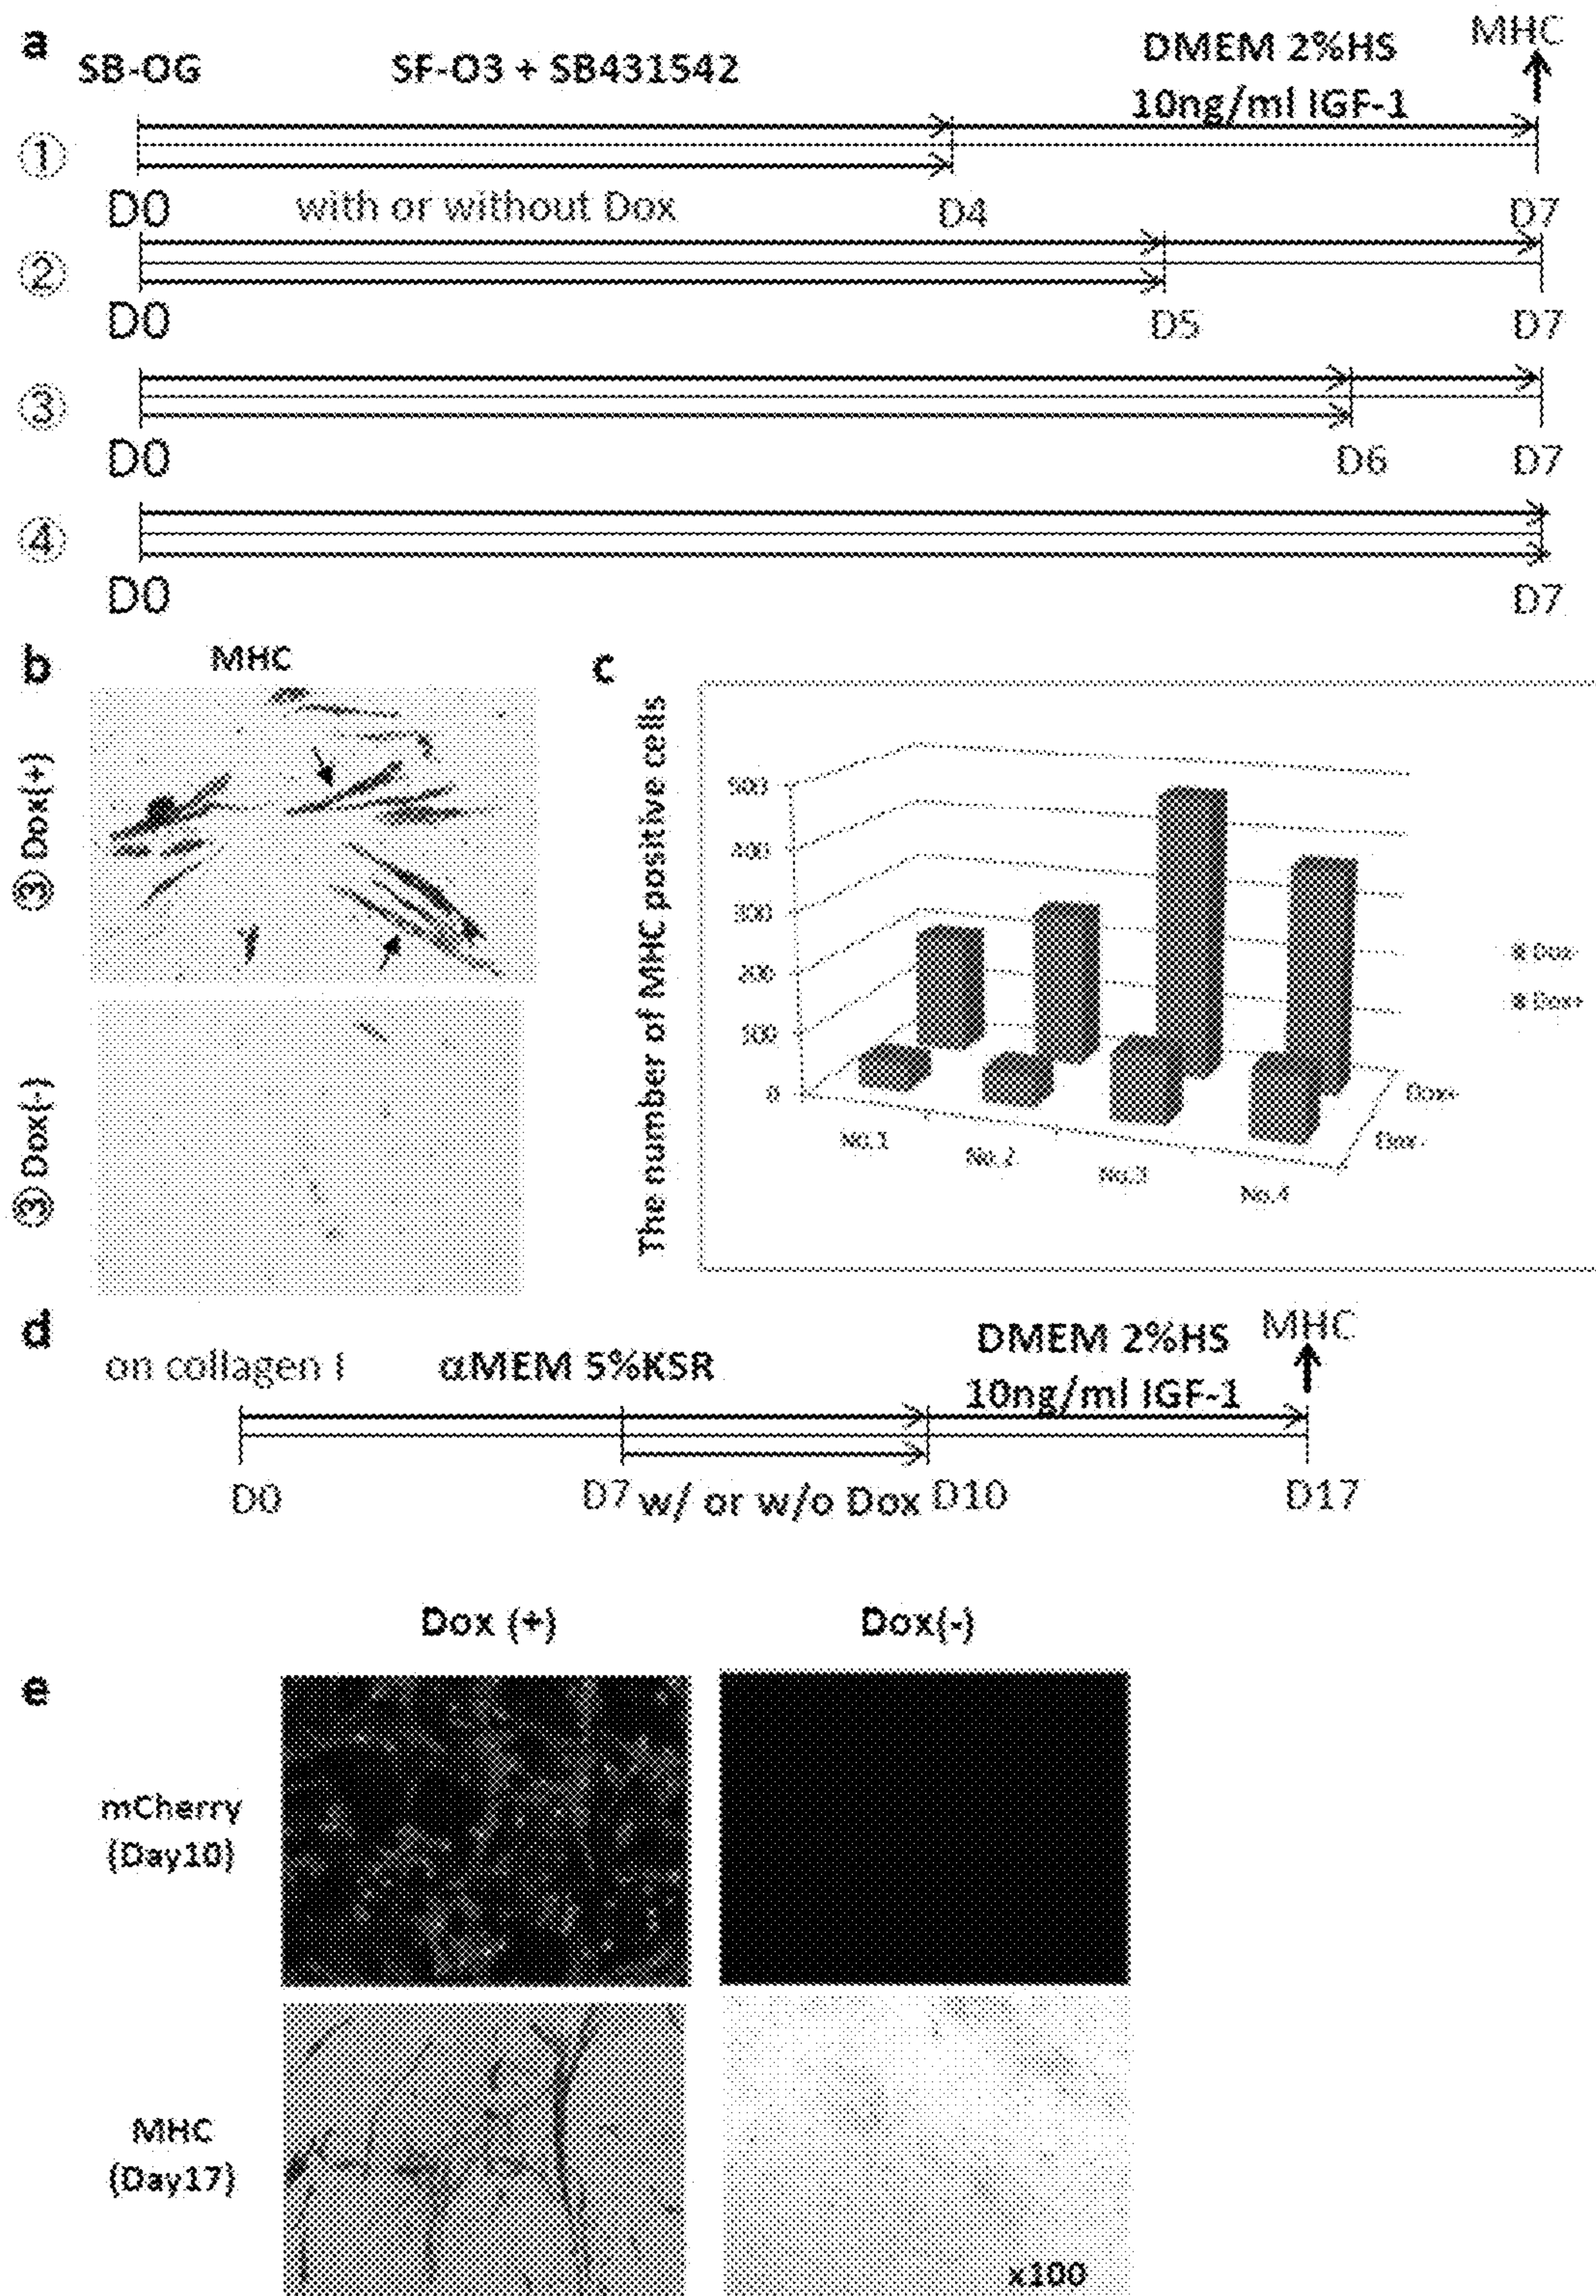 a
SB-OG
SF-O3 + SB431542
DMEM 2%HS
10ng/ml IGF-1
MHC
①
D0
with or without Dox
D4
D7
②
D0
D5
D7
③
D0
D6
D7
④
D0
D7
b
MHC
③ Dox(+)
③ Dox(-)
c
The number of MHC positive cells
500
400
300
200
100
0
No.1
No.2
No.3
No.4
Dox+
Dox-
Dox-
Dox+
d
on collagen I
αMEM 5%KSR
DMEM 2%HS
10ng/ml IGF-1
MHC
D0
D7
w/ or w/o Dox
D10
D17
Dox (+)
Dox(-)
e
mCherry
(Day10)
MHC
(Day17)
x100